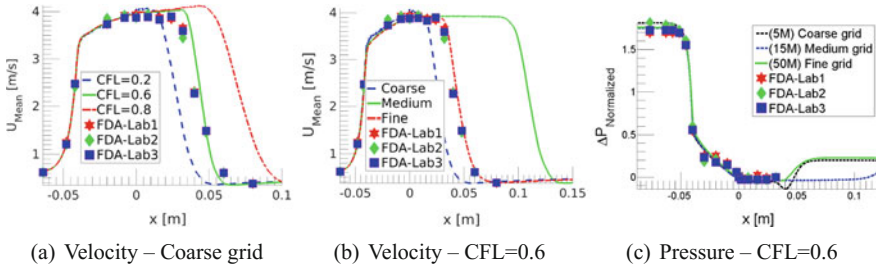 4
3
2
1
U_Mean [m/s]
CFL=0.2
CFL=0.6
CFL=0.8
FDA-Lab1
FDA-Lab2
FDA-Lab3
-0.05
0
0.05
0.1
x [m]
(a) Velocity – Coarse grid
4
3
2
1
U_Mean [m/s]
Coarse
Medium
Fine
FDA-Lab1
FDA-Lab2
FDA-Lab3
-0.05
0
0.05
0.1
0.15
x [m]
(b) Velocity – CFL=0.6
1.8
1.2
0.6
0
ΔP_Normalized
(5M) Coarse grid
(15M) Medium grid
(50M) Fine grid
FDA-Lab1
FDA-Lab2
FDA-Lab3
-0.05
0
0.05
0.1
x [m]
(c) Pressure – CFL=0.6